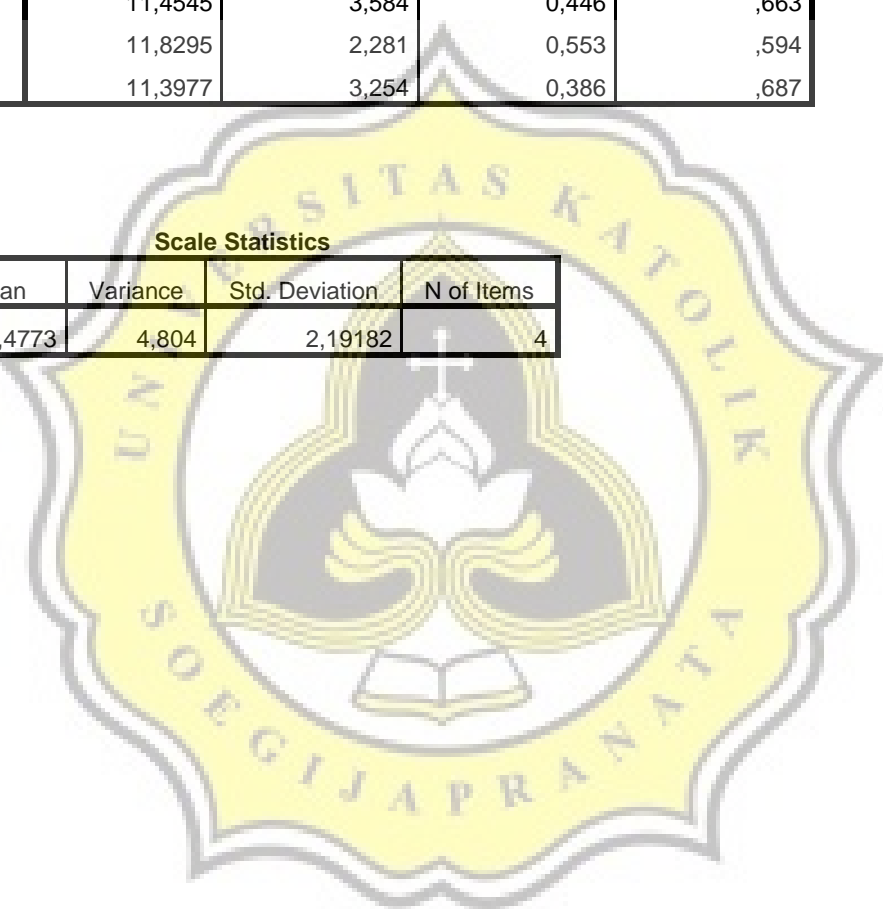 11,4545 3,584 0,446 ,663
11,8295 2,281 0,553 ,594
11,3977 3,254 0,386 ,687
Scale Statistics
an Variance Std. Deviation N of Items
,4773 4,804 2,19182 4
UNIVERSITAS KATOLIK
SOEGIJAPRANATA